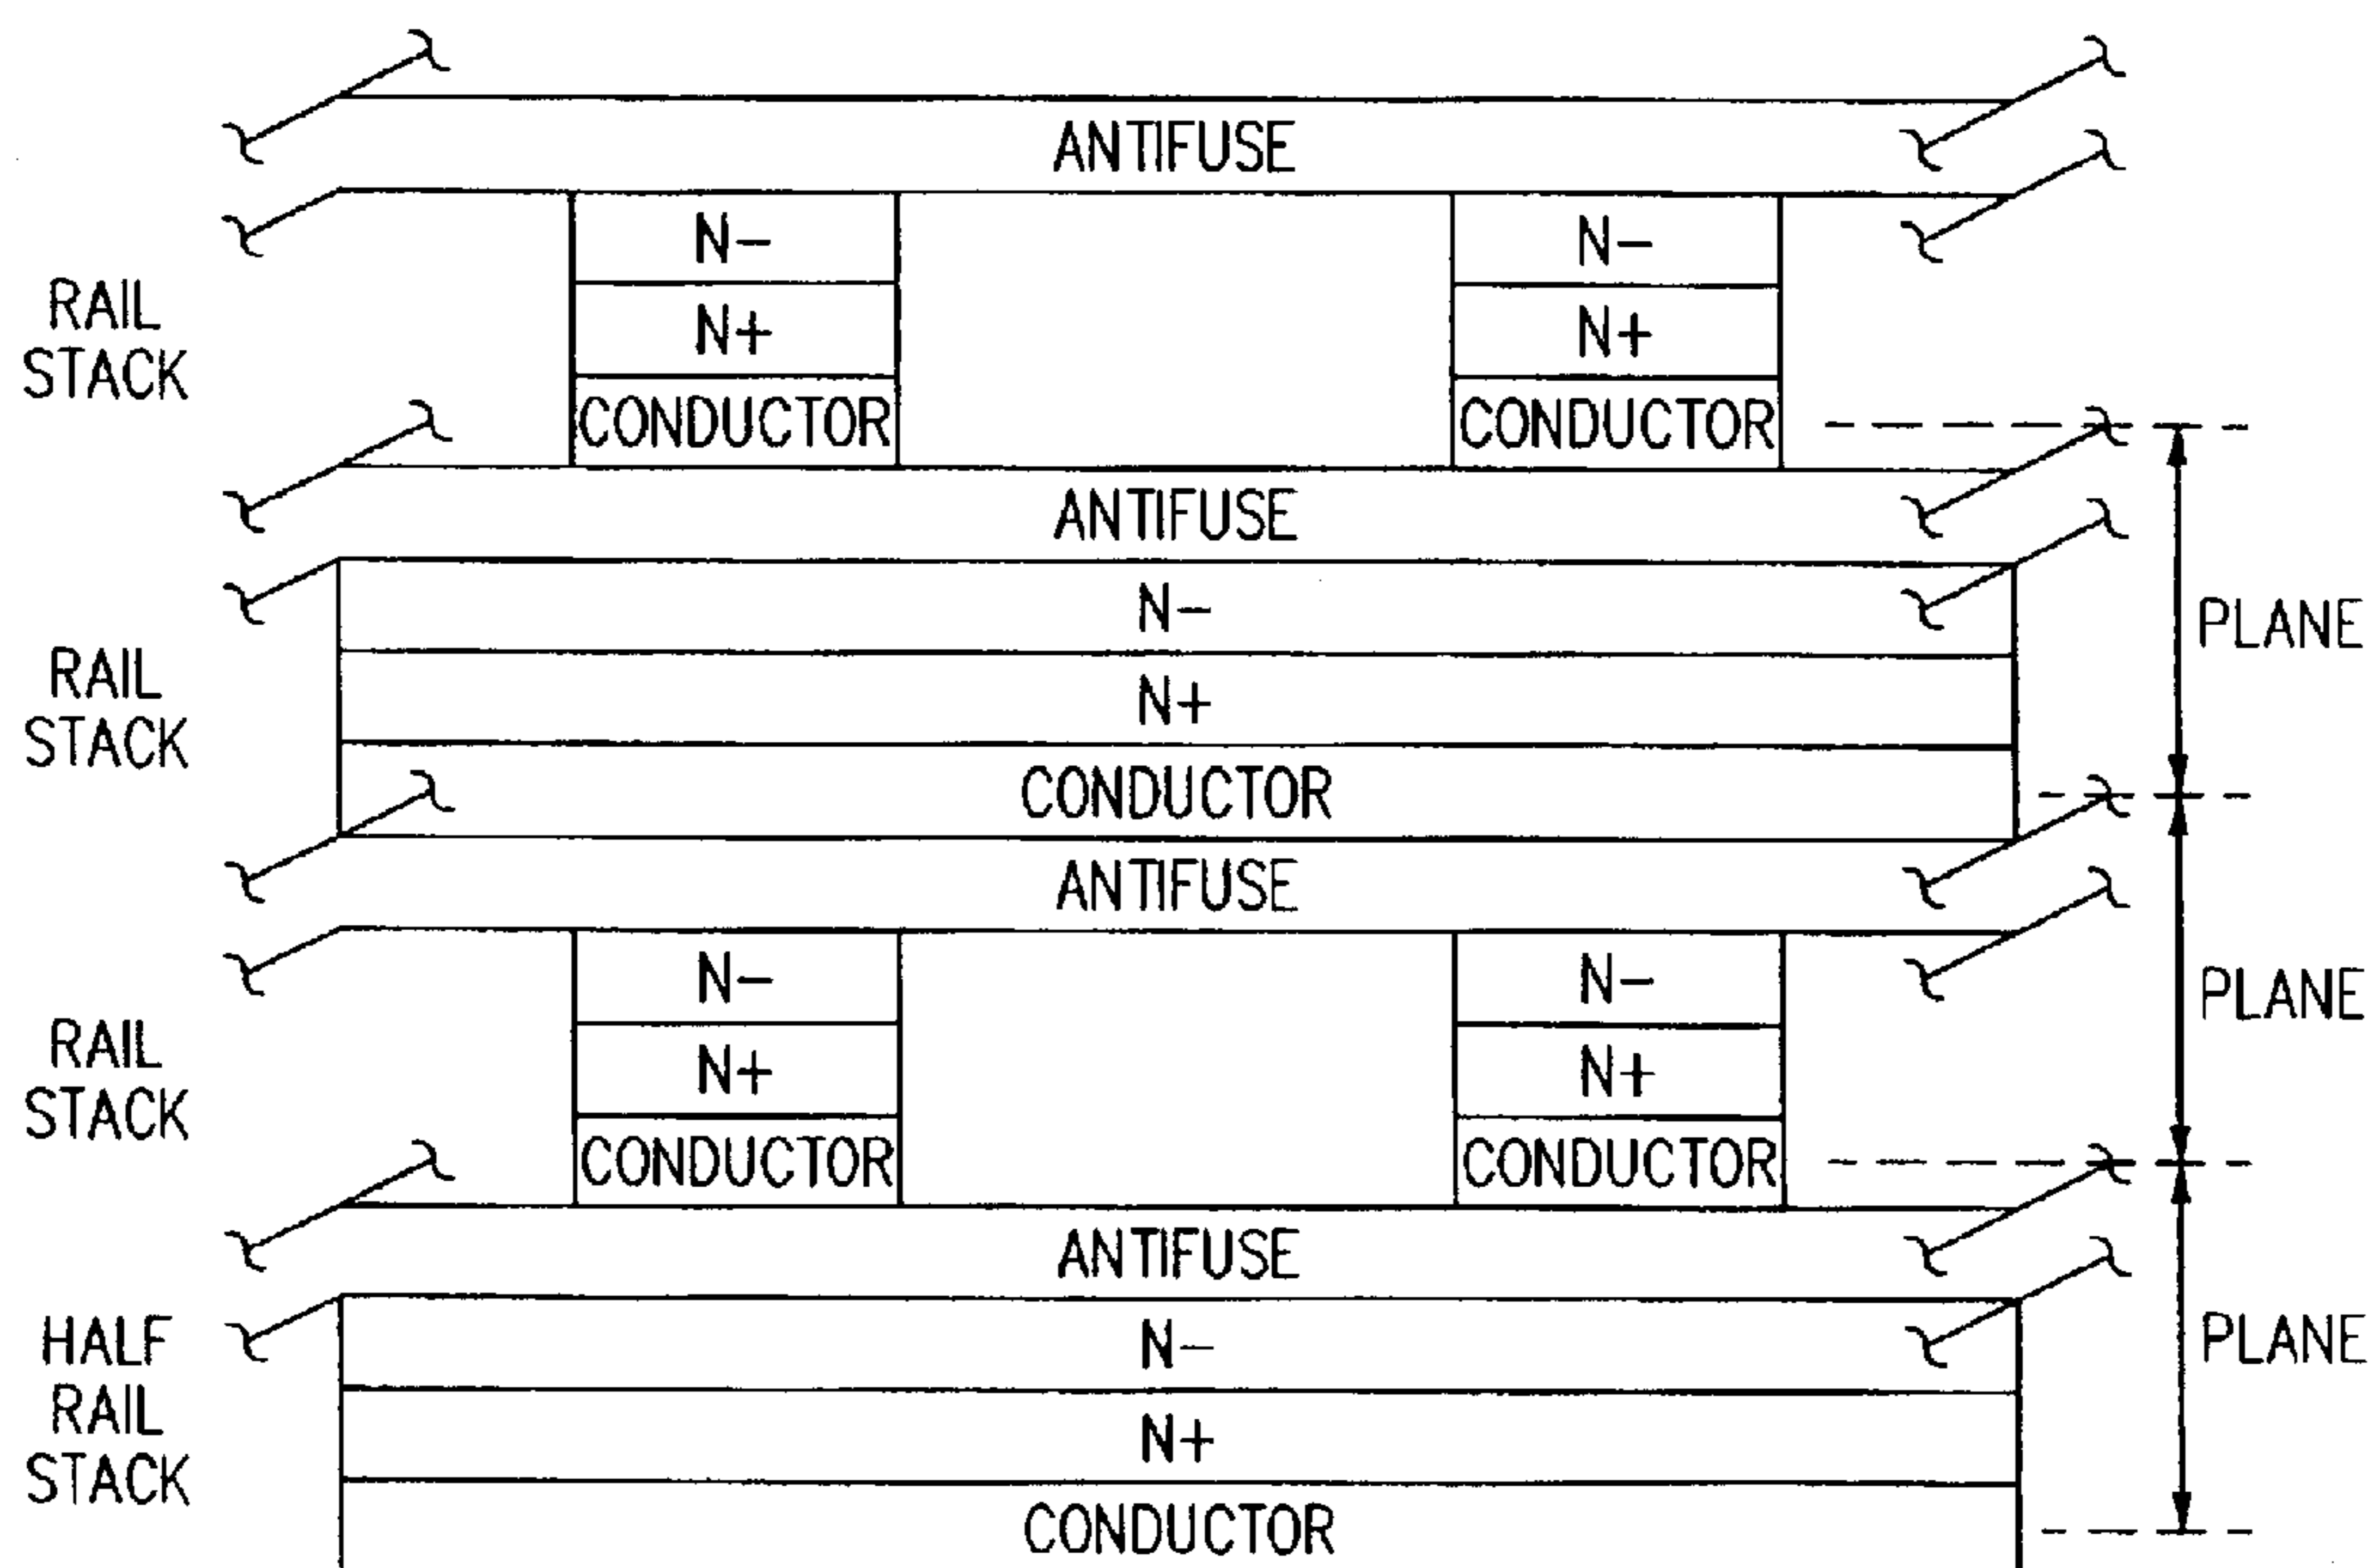 ANTIFUSE
N- N-
RAIL
STACK
N+ N+
CONDUCTOR CONDUCTOR
ANTIFUSE
N-
PLANE
RAIL
STACK
N+
CONDUCTOR
ANTIFUSE
N- N-
PLANE
RAIL
STACK
N+ N+
CONDUCTOR CONDUCTOR
ANTIFUSE
HALF
RAIL
STACK
N-
PLANE
N+
CONDUCTOR